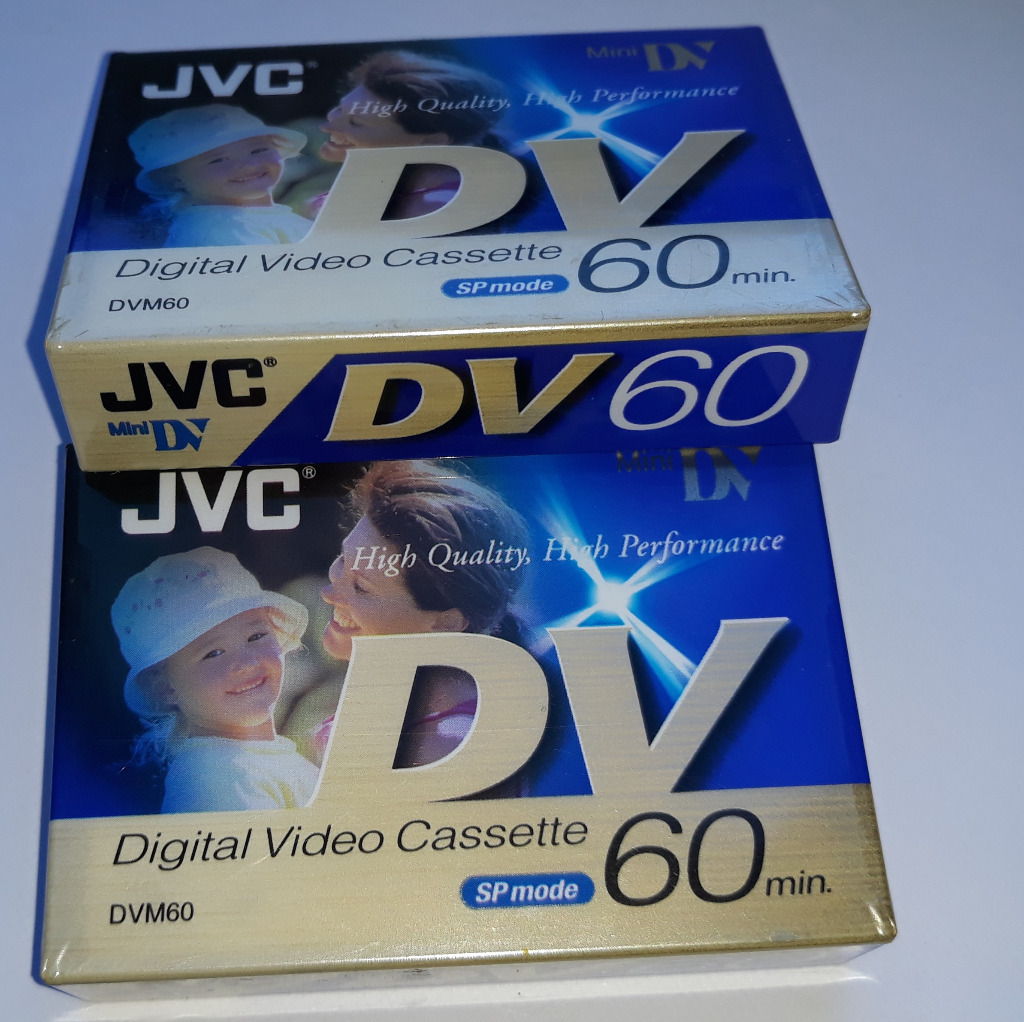 JVC®
Mini DV
High Quality, High Performance
DV
Digital Video Cassette
SP mode
60 min.
DVM60
JVC®
Mini DV
DV 60
JVC®
Mini DV
High Quality, High Performance
DV
Digital Video Cassette
SP mode
60 min.
DVM60